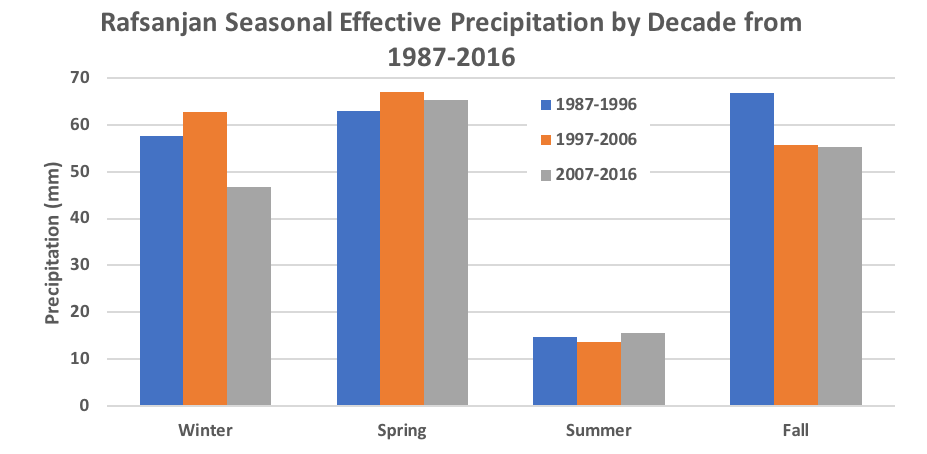 Rafsanjan Seasonal Effective Precipitation by Decade from
1987-2016
Precipitation (mm)
70
60
50
40
30
20
10
0
1987-1996
1997-2006
2007-2016
Winter
Spring
Summer
Fall